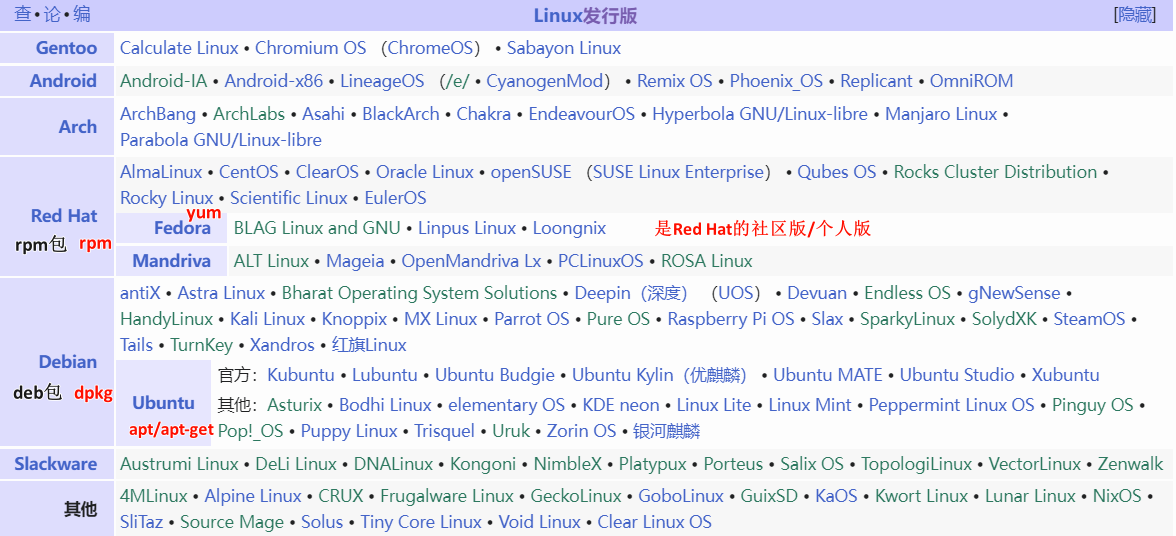 查 • 论 • 编 Linux发行版 [隐藏]
Gentoo Calculate Linux • Chromium OS （ChromeOS） • Sabayon Linux
Android Android-IA • Android-x86 • LineageOS （/e/ • CyanogenMod） • Remix OS • Phoenix_OS • Replicant • OmniROM
Arch
ArchBang • ArchLabs • Asahi • BlackArch • Chakra • EndeavourOS • Hyperbola GNU/Linux-libre • Manjaro Linux •
Parabola GNU/Linux-libre
Red Hat
rpm包 rpm
AlmaLinux • CentOS • ClearOS • Oracle Linux • openSUSE （SUSE Linux Enterprise） • Qubes OS • Rocks Cluster Distribution •
Rocky Linux • Scientific Linux • EulerOS
yum
Fedora BLAG Linux and GNU • Linpus Linux • Loongnix 是Red Hat的社区版/个人版
Mandriva ALT Linux • Mageia • OpenMandriva Lx • PCLinuxOS • ROSA Linux
Debian
deb包 dpkg
antiX • Astra Linux • Bharat Operating System Solutions • Deepin（深度） （UOS） • Devuan • Endless OS • gNewSense •
HandyLinux • Kali Linux • Knoppix • MX Linux • Parrot OS • Pure OS • Raspberry Pi OS • Slax • SparkyLinux • SolydXK • SteamOS •
Tails • TurnKey • Xandros • 红旗Linux
Ubuntu
apt/apt-get
官方：Kubuntu • Lubuntu • Ubuntu Budgie • Ubuntu Kylin（优麒麟） • Ubuntu MATE • Ubuntu Studio • Xubuntu
其他：Asturix • Bodhi Linux • elementary OS • KDE neon • Linux Lite • Linux Mint • Peppermint Linux OS • Pinguy OS •
Pop!_OS • Puppy Linux • Trisquel • Uruk • Zorin OS • 银河麒麟
Slackware Austrumi Linux • DeLi Linux • DNALinux • Kongoni • NimbleX • Platypux • Porteus • Salix OS • TopologiLinux • VectorLinux • Zenwalk
其他
4MLinux • Alpine Linux • CRUX • Frugalware Linux • GeckoLinux • GoboLinux • GuixSD • KaOS • Kwort Linux • Lunar Linux • NixOS •
SliTaz • Source Mage • Solus • Tiny Core Linux • Void Linux • Clear Linux OS